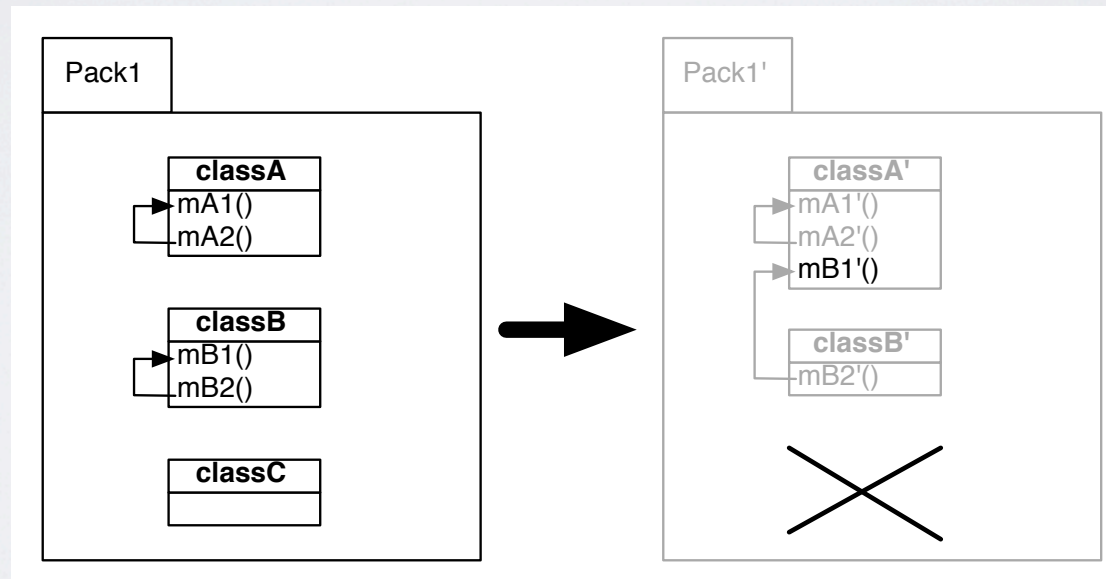 Pack1
classA
mA1()
mA2()
classB
mB1()
mB2()
classC
Pack1'
classA'
mA1'()
mA2'()
mB1'()
classB'
mB2'()